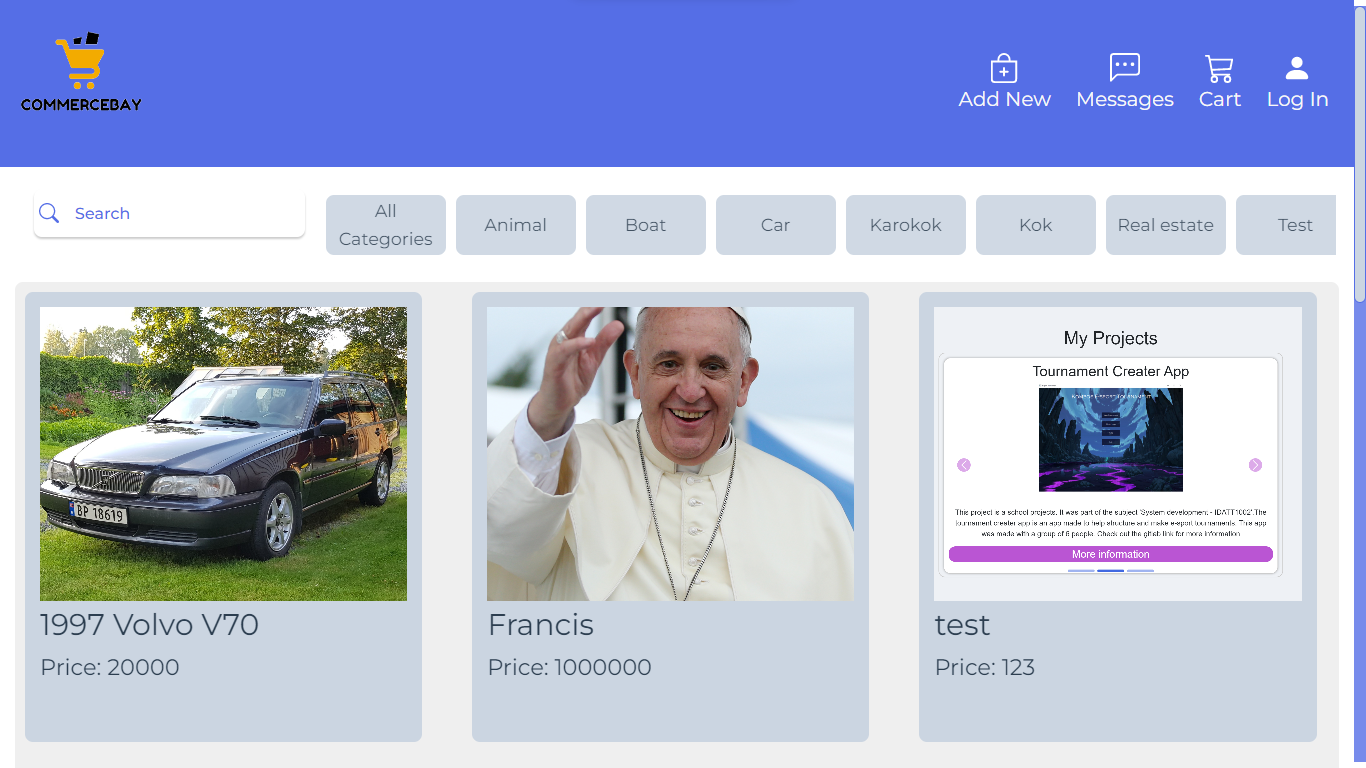 COMMERCEBAY
Add New
Messages
Cart
Log In
Search
All
Categories
Animal
Boat
Car
Karokok
Kok
Real estate
Test
BP 18619
My Projects
Tournament Creater App
This project is a school projects. It was part of the subject 'System development - IDATT1002'.The
tournament creater app is an app made to help structure and make e-sport tournaments. This app
was made with a group of 6 people. Check out the gitlab link for more information
More information
1997 Volvo V70
Price: 20000
Francis
Price: 1000000
test
Price: 123